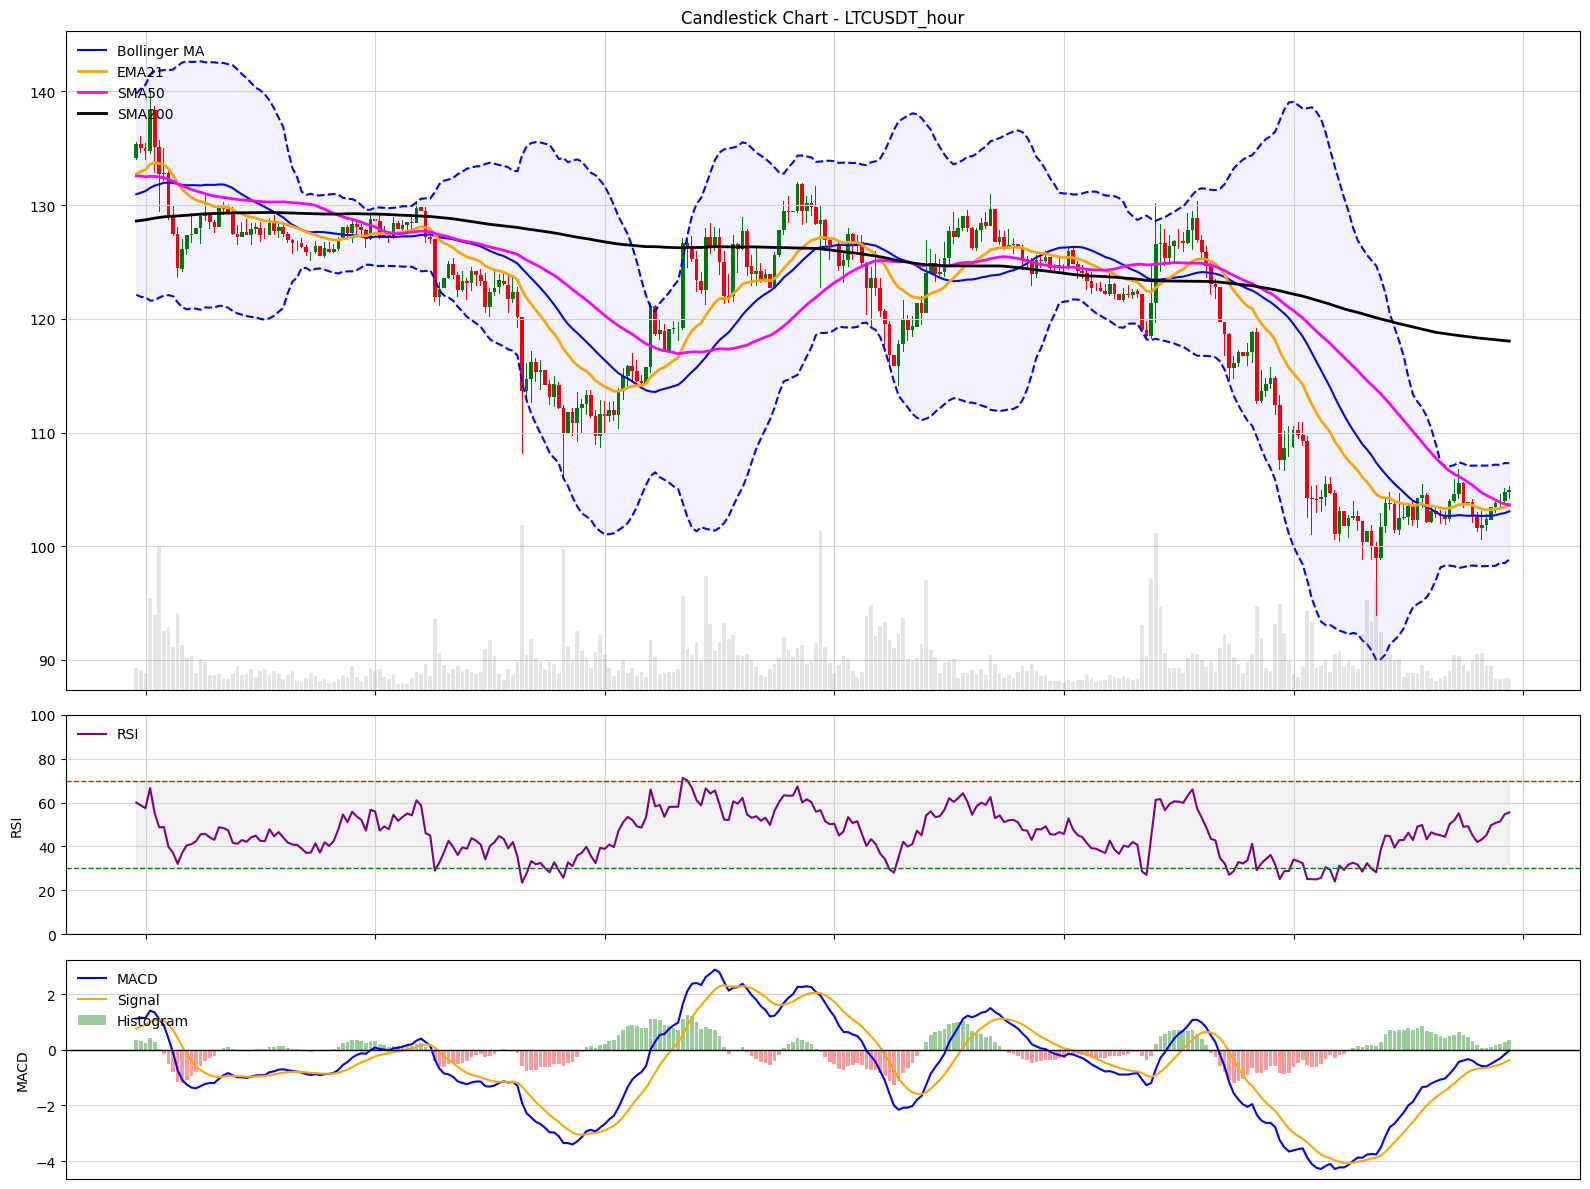 Candlestick Chart - LTCUSDT_hour
Bollinger MA
EMA21
SMA50
SMA200
140
130
120
110
100
90
RSI
100
80
60
40
20
0
RSI
MACD
Signal
Histogram
2
0
−2
−4
MACD